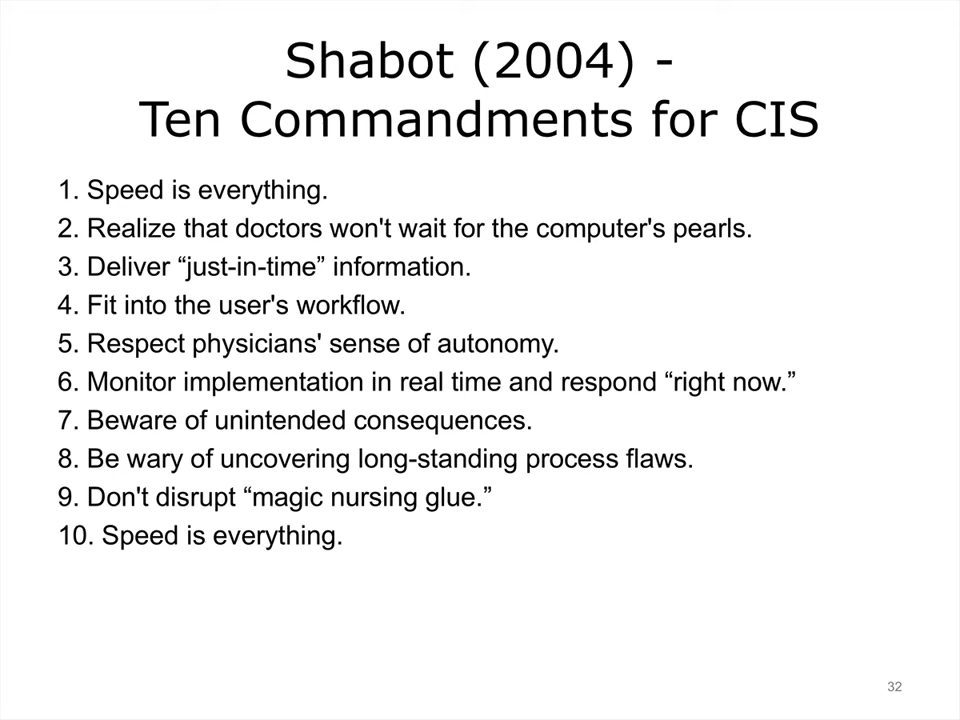 Shabot (2004) -
Ten Commandments for CIS
1. Speed is everything.
2. Realize that doctors won't wait for the computer's pearls.
3. Deliver “just-in-time” information.
4. Fit into the user's workflow.
5. Respect physicians' sense of autonomy.
6. Monitor implementation in real time and respond “right now.”
7. Beware of unintended consequences.
8. Be wary of uncovering long-standing process flaws.
9. Don't disrupt “magic nursing glue.”
10. Speed is everything.
32